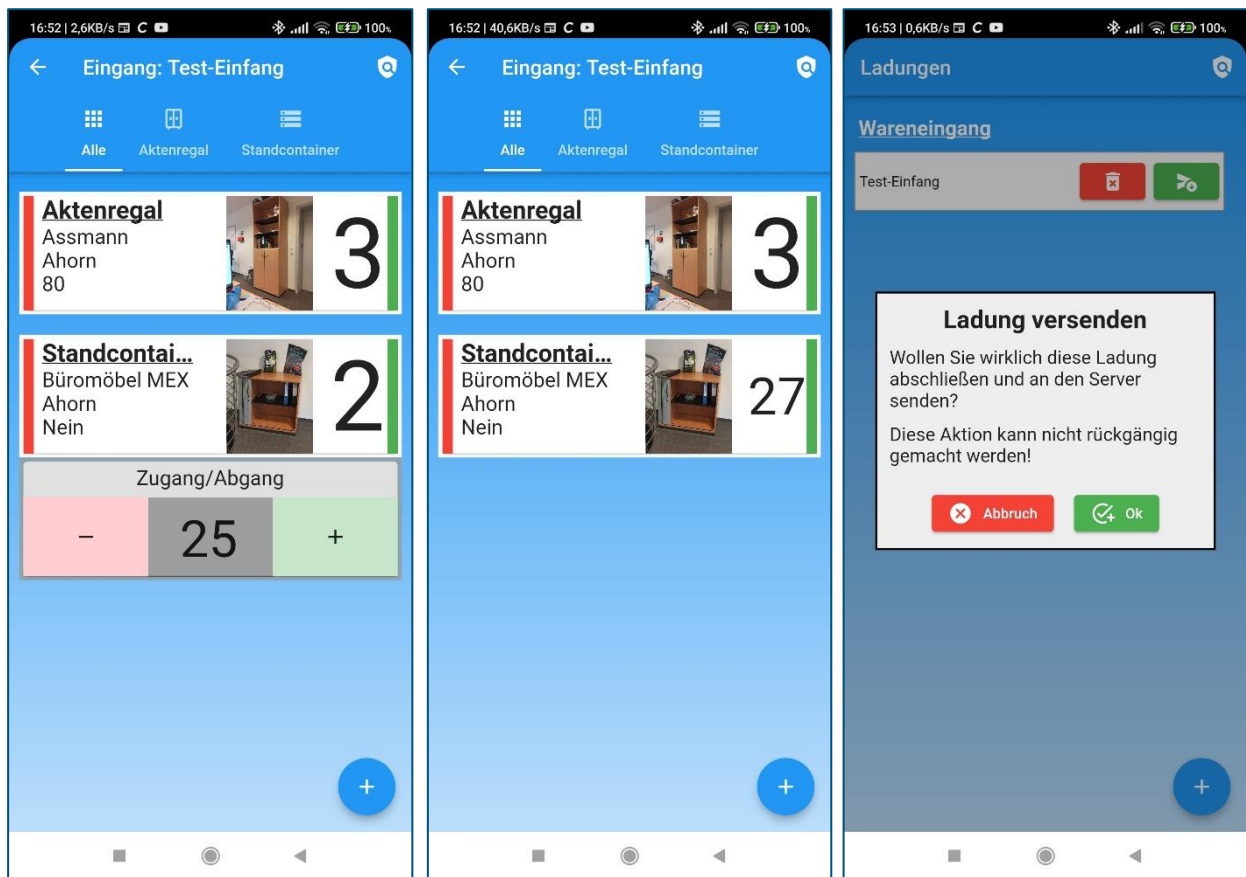 16:52 | 2,6KB/s C 100%
Eingang: Test-Einfang
Alle Aktenregal Standcontainer
Aktenregal
Assmann
Ahorn
80
3
Standcontai...
Büromöbel MEX
Ahorn
Nein
2
Zugang/Abgang
− 25 +
+
16:52 | 40,6KB/s C 100%
Eingang: Test-Einfang
Alle Aktenregal Standcontainer
Aktenregal
Assmann
Ahorn
80
3
Standcontai...
Büromöbel MEX
Ahorn
Nein
27
+
16:53 | 0,6KB/s C 100%
Ladungen
Wareneingang
Test-Einfang
Ladung versenden
Wollen Sie wirklich diese Ladung
abschließen und an den Server
senden?
Diese Aktion kann nicht rückgängig
gemacht werden!
Abbruch Ok
+